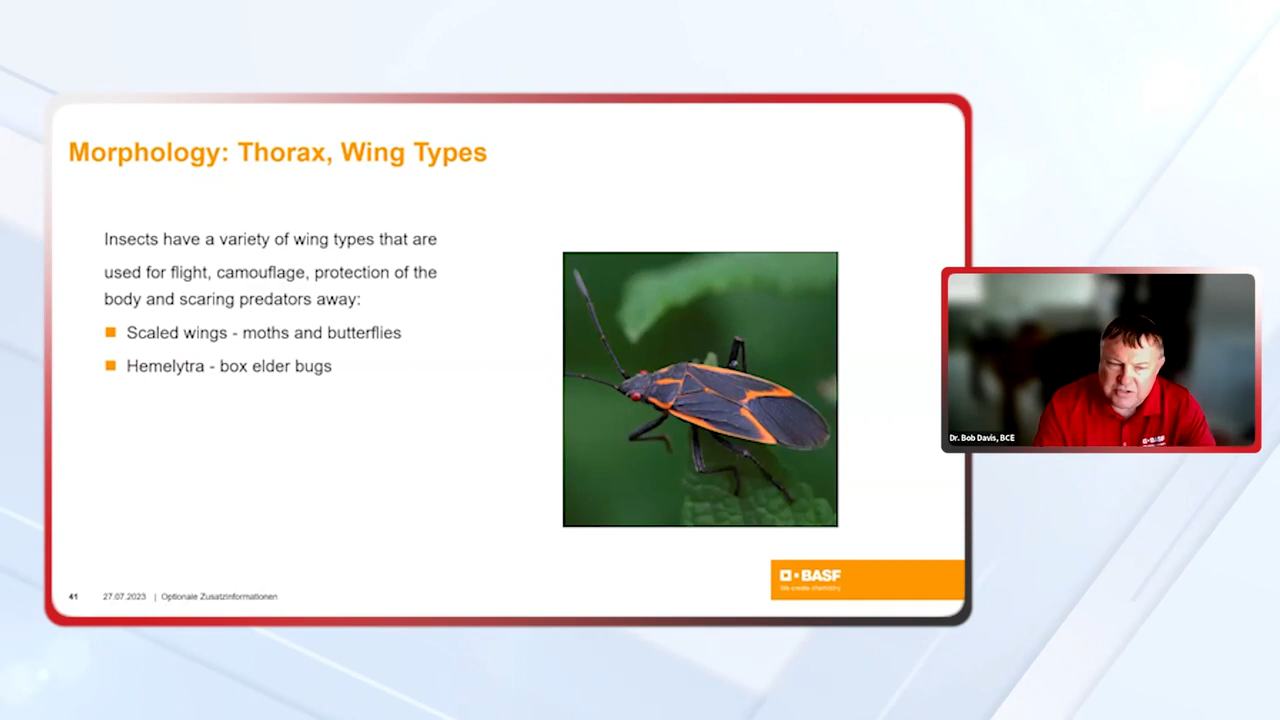 Morphology: Thorax, Wing Types
Insects have a variety of wing types that are
used for flight, camouflage, protection of the
body and scaring predators away:
Scaled wings - moths and butterflies
Hemelytra - box elder bugs
BASF
We create chemistry
41 27.07.2023 | Optionale Zusatzinformationen
Dr. Bob Davis, BCE
BASF